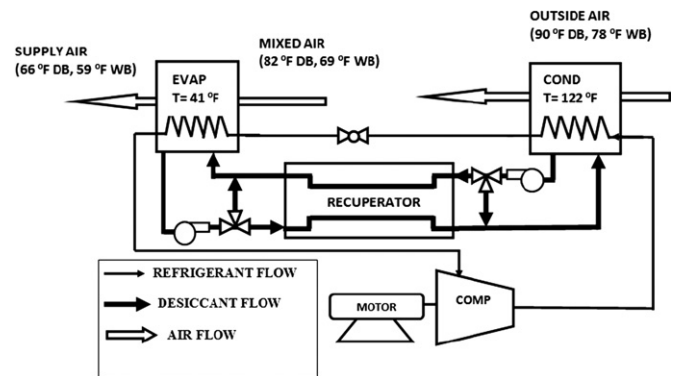 OUTSIDE AIR
(90 °F DB, 78 °F WB)
MIXED AIR
(82 °F DB, 69 °F WB)
SUPPLY AIR
(66 °F DB, 59 °F WB)
EVAP
T= 41 °F
COND
T= 122 °F
RECUPERATOR
REFRIGERANT FLOW
DESICCANT FLOW
AIR FLOW
MOTOR
COMP